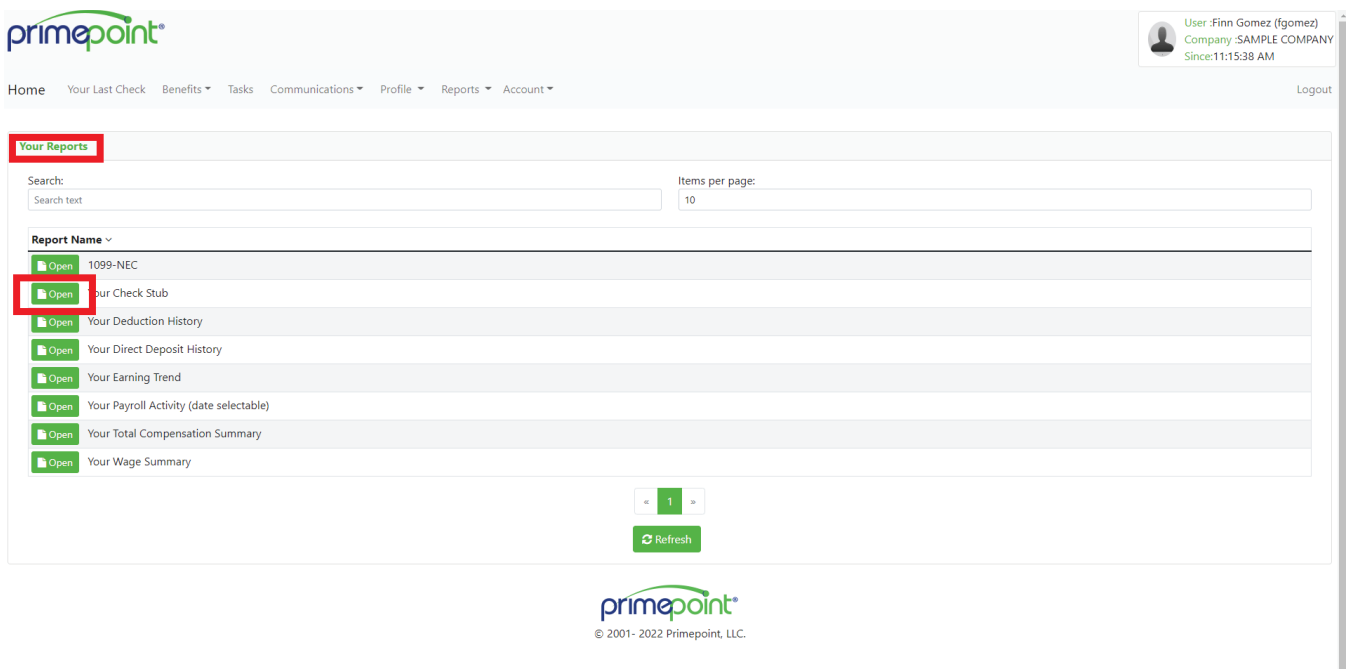 primepoint®
User :Finn Gomez (fgomez)
Company :SAMPLE COMPANY
Since:11:15:38 AM
Home Your Last Check Benefits Tasks Communications Profile Reports Account Logout
Your Reports
Search: Items per page:
Search text 10
Report Name
Open 1099-NEC
Open Your Check Stub
Open Your Deduction History
Open Your Direct Deposit History
Open Your Earning Trend
Open Your Payroll Activity (date selectable)
Open Your Total Compensation Summary
Open Your Wage Summary
« 1 »
Refresh
primepoint®
© 2001- 2022 Primepoint, LLC.